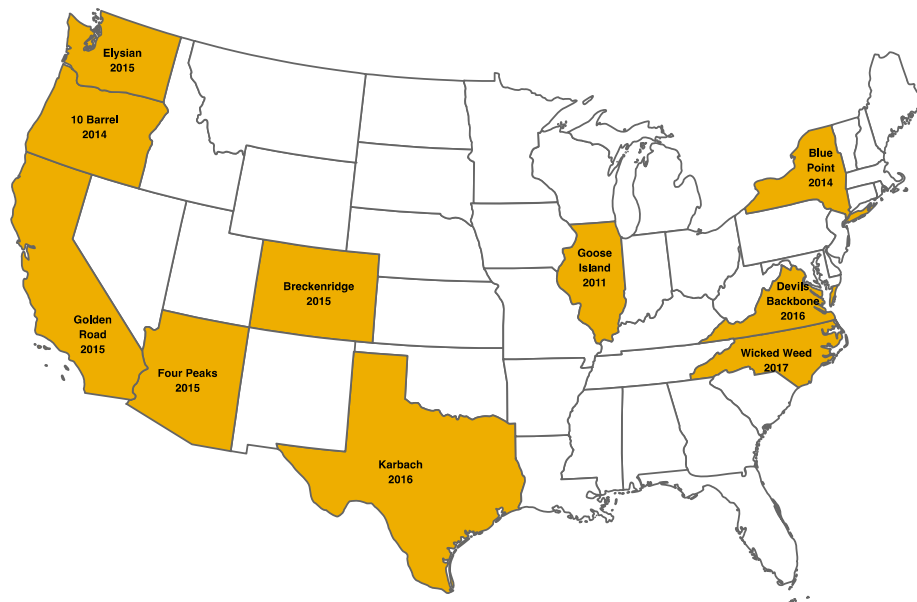 Elysian
2015
10 Barrel
2014
Blue
Point
2014
Goose
Island
2011
Breckenridge
2015
Devils
Backbone
2016
Golden
Road
2015
Wicked Weed
2017
Four Peaks
2015
Karbach
2016